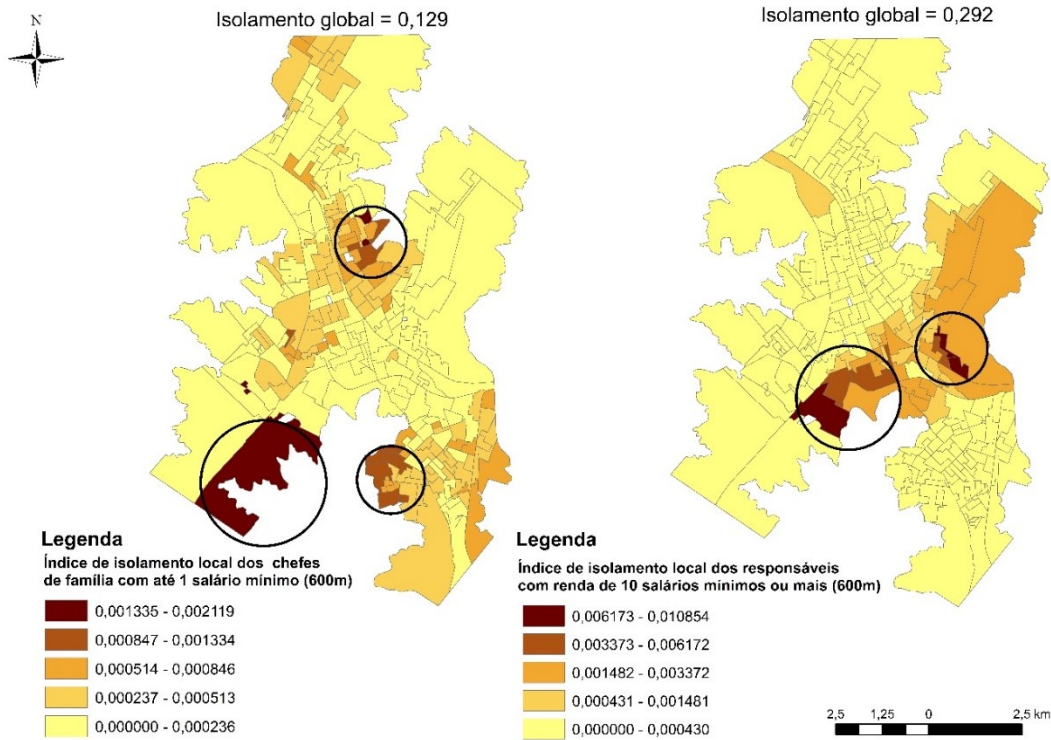 Isolamento global = 0,129
Isolamento global = 0,292
N
Legenda
Índice de isolamento local dos chefes
de família com até 1 salário mínimo (600m)
0,001335 - 0,002119
0,000847 - 0,001334
0,000514 - 0,000846
0,000237 - 0,000513
0,000000 - 0,000236
Legenda
Índice de isolamento local dos responsáveis
com renda de 10 salários mínimos ou mais (600m)
0,006173 - 0,010854
0,003373 - 0,006172
0,001482 - 0,003372
0,000431 - 0,001481
0,000000 - 0,000430
2,5 1,25 0 2,5 km